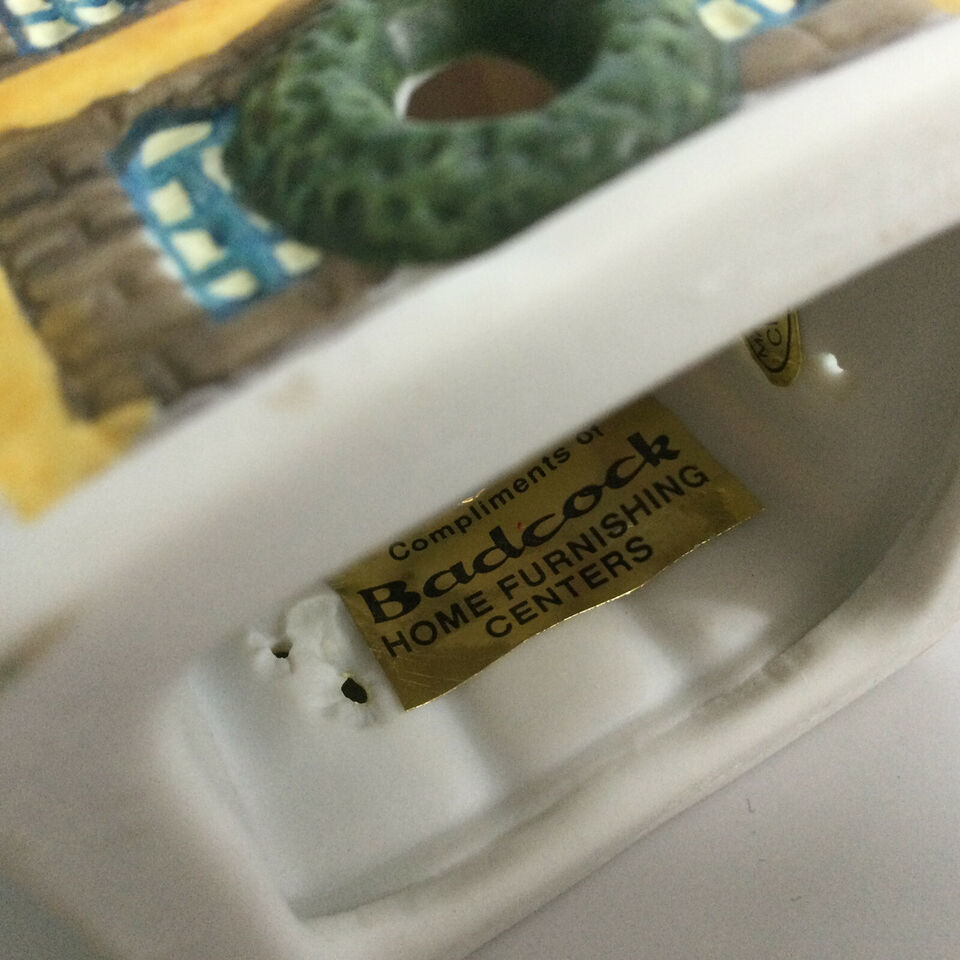 Compliments of
Badcock
HOME FURNISHING
CENTERS